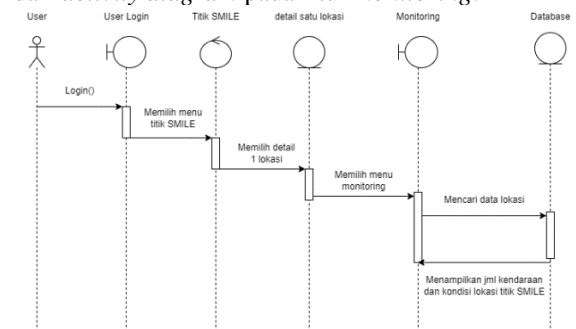 User
User Login
Titik SMILE
detail satu lokasi
Monitoring
Database
Login()
Memilih menu
titik SMILE
Memilih detail
1 lokasi
Memilih menu
monitoring
Mencari data lokasi
Menampilkan jml kendaraan
dan kondisi lokasi titik SMILE